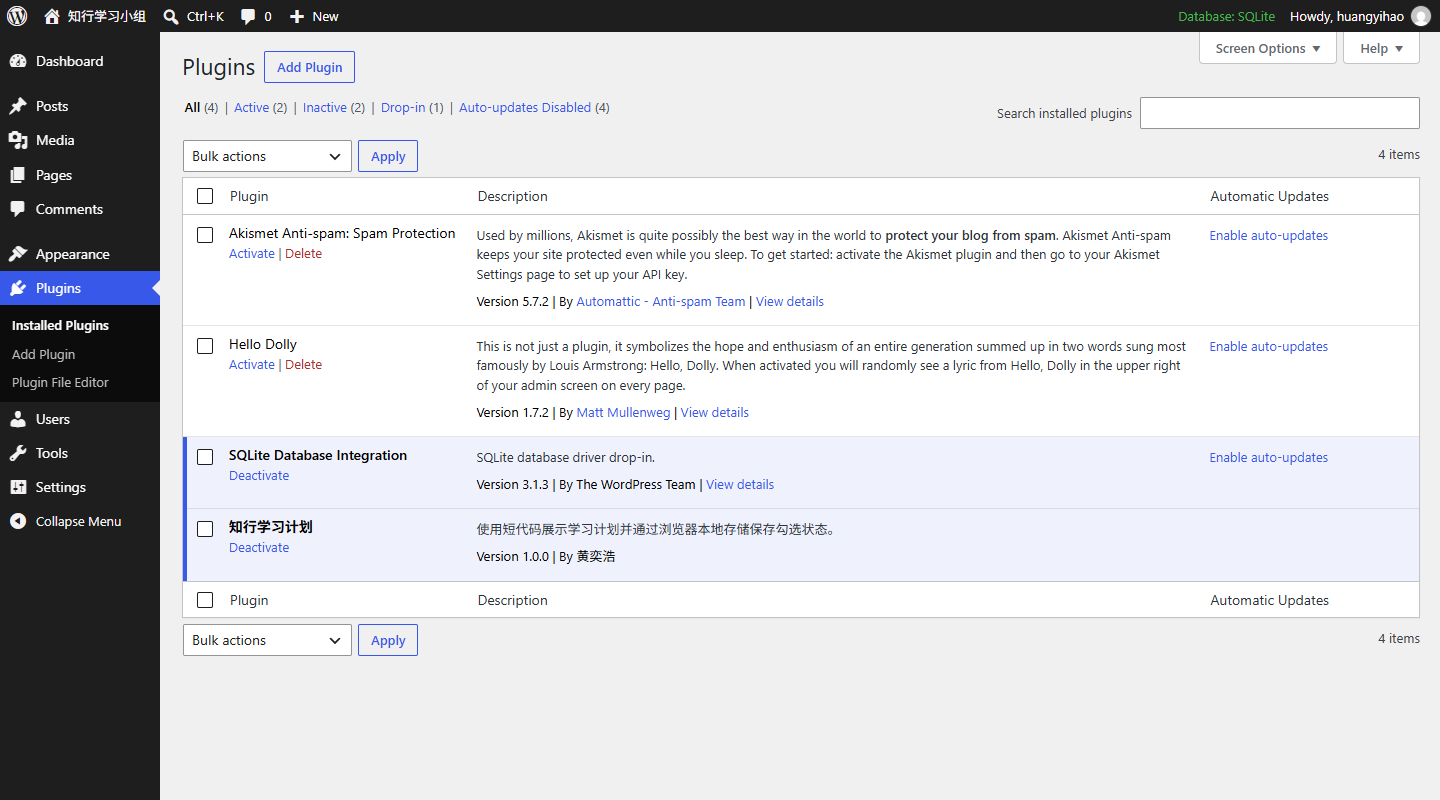 知行学习小组 Ctrl+K 0 New Database: SQLite Howdy, huangyihao
Dashboard
Posts
Media
Pages
Comments
Appearance
Plugins
Installed Plugins
Add Plugin
Plugin File Editor
Users
Tools
Settings
Collapse Menu
Screen Options Help
Plugins Add Plugin
All (4) | Active (2) | Inactive (2) | Drop-in (1) | Auto-updates Disabled (4)
Search installed plugins
Bulk actions Apply 4 items
Plugin Description Automatic Updates
Akismet Anti-spam: Spam Protection
Activate | Delete
Used by millions, Akismet is quite possibly the best way in the world to protect your blog from spam. Akismet Anti-spam
keeps your site protected even while you sleep. To get started: activate the Akismet plugin and then go to your Akismet
Settings page to set up your API key.
Version 5.7.2 | By Automattic - Anti-spam Team | View details
Enable auto-updates
Hello Dolly
Activate | Delete
This is not just a plugin, it symbolizes the hope and enthusiasm of an entire generation summed up in two words sung most
famously by Louis Armstrong: Hello, Dolly. When activated you will randomly see a lyric from Hello, Dolly in the upper right
of your admin screen on every page.
Version 1.7.2 | By Matt Mullenweg | View details
Enable auto-updates
SQLite Database Integration
Deactivate
SQLite database driver drop-in.
Version 3.1.3 | By The WordPress Team | View details
Enable auto-updates
知行学习计划
Deactivate
使用短代码展示学习计划并通过浏览器本地存储保存勾选状态。
Version 1.0.0 | By 黄奕浩
Plugin Description Automatic Updates
Bulk actions Apply 4 items